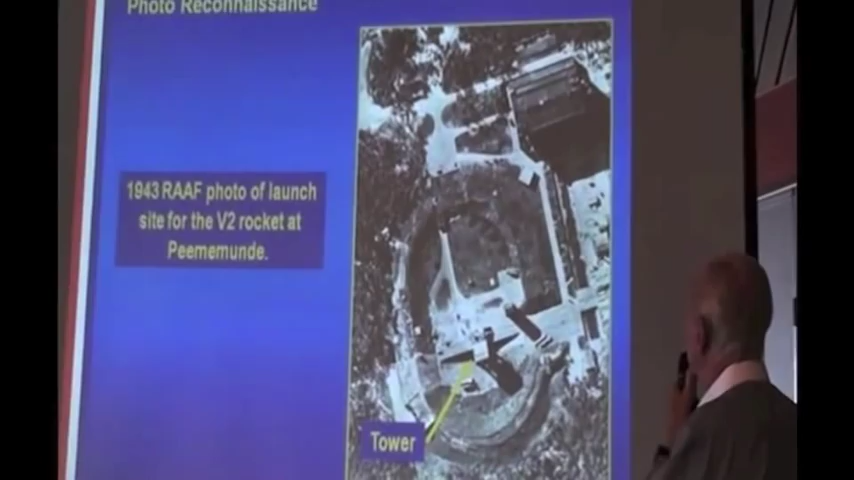 Photo Reconnaissance
1943 RAAF photo of launch
site for the V2 rocket at
Peememunde.
Tower